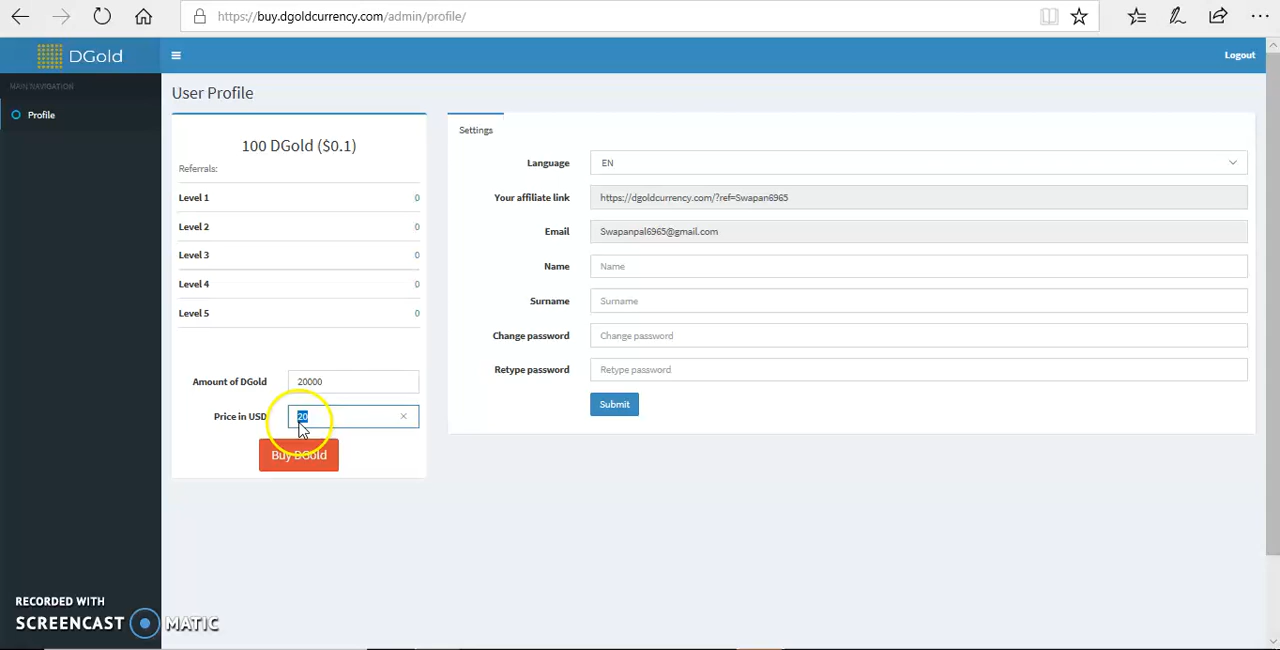 https://buy.dgoldcurrency.com/admin/profile/
DGold
Logout
MAIN NAVIGATION
Profile
User Profile
100 DGold ($0.1)
Referrals:
Level 1 0
Level 2 0
Level 3 0
Level 4 0
Level 5 0
Amount of DGold 20000
Price in USD 20
Buy DGold
Settings
Language EN
Your affiliate link https://dgoldcurrency.com/?ref=Swapan6965
Email Swapanpal6965@gmail.com
Name Name
Surname Surname
Change password Change password
Retype password Retype password
Submit
RECORDED WITH
SCREENCAST MATIC